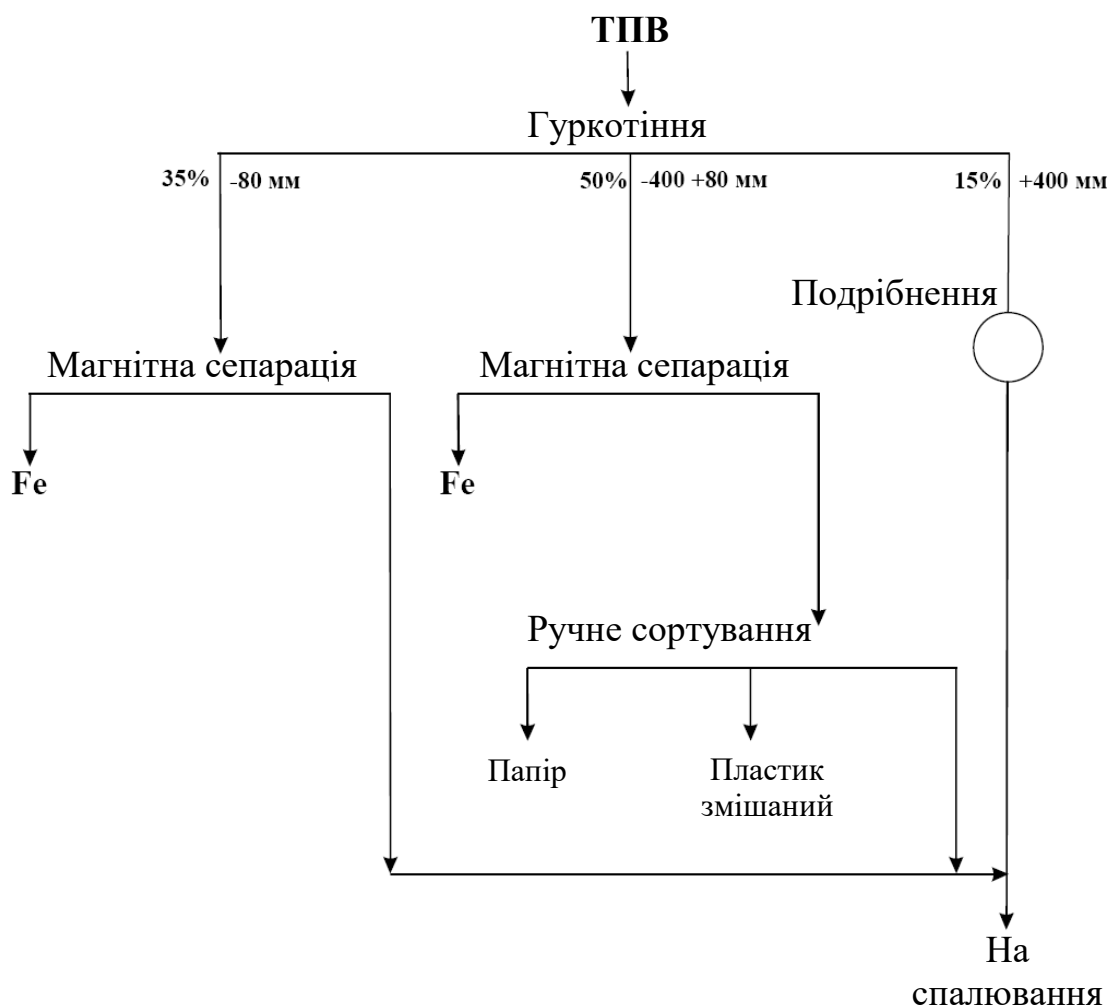 ТПВ
Гуркотіння
35% -80 мм
50% -400 +80 мм
15% +400 мм
Подрібнення
Магнітна сепарація
Магнітна сепарація
Fe
Fe
Ручне сортування
Папір
Пластик
змішаний
На
спалювання